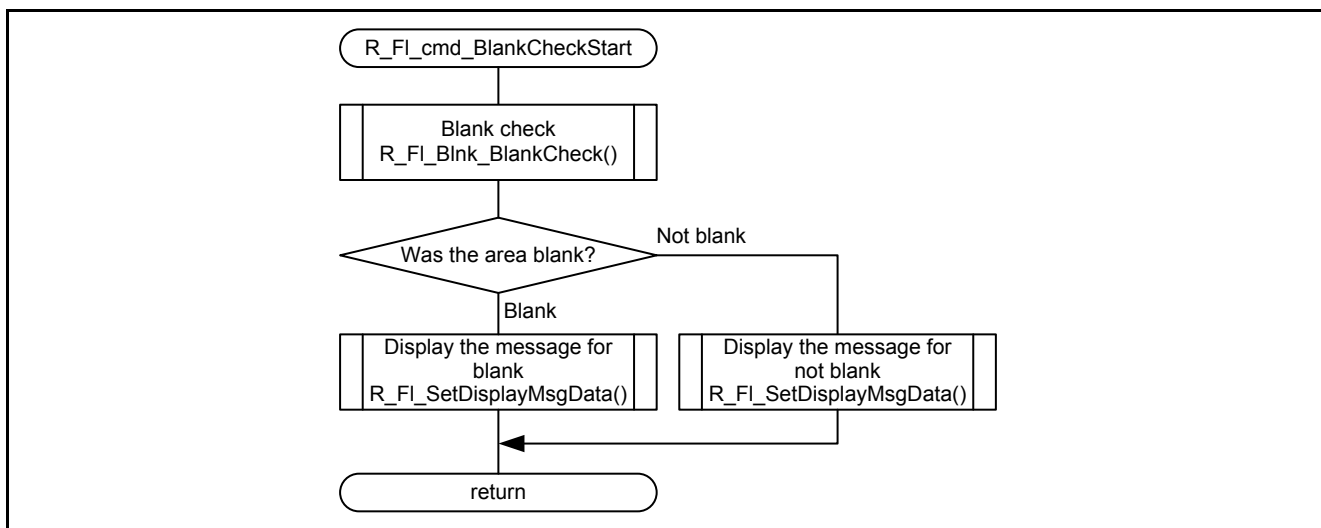 R_Fl_cmd_BlankCheckStart
Blank check
R_Fl_Blnk_BlankCheck()
Not blank
Was the area blank?
Blank
Display the message for
blank
R_Fl_SetDisplayMsgData()
Display the message for
not blank
R_Fl_SetDisplayMsgData()
return